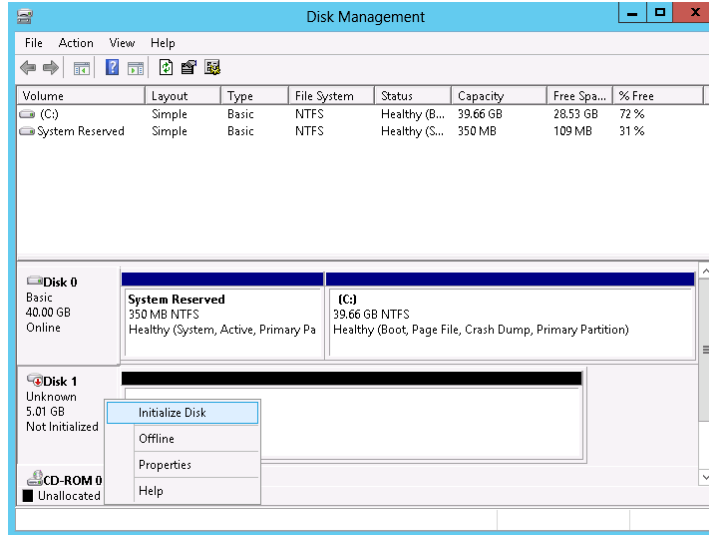 Disk Management
File Action View Help
Volume Layout Type File System Status Capacity Free Spa... % Free
(C:) Simple Basic NTFS Healthy (B... 39.66 GB 28.53 GB 72 %
System Reserved Simple Basic NTFS Healthy (S... 350 MB 109 MB 31 %
Disk 0
Basic
40.00 GB
Online
System Reserved
350 MB NTFS
Healthy (System, Active, Primary Pa
(C:)
39.66 GB NTFS
Healthy (Boot, Page File, Crash Dump, Primary Partition)
Disk 1
Unknown
5.01 GB
Not Initialized
Initialize Disk
Offline
Properties
Help
CD-ROM 0
Unallocated